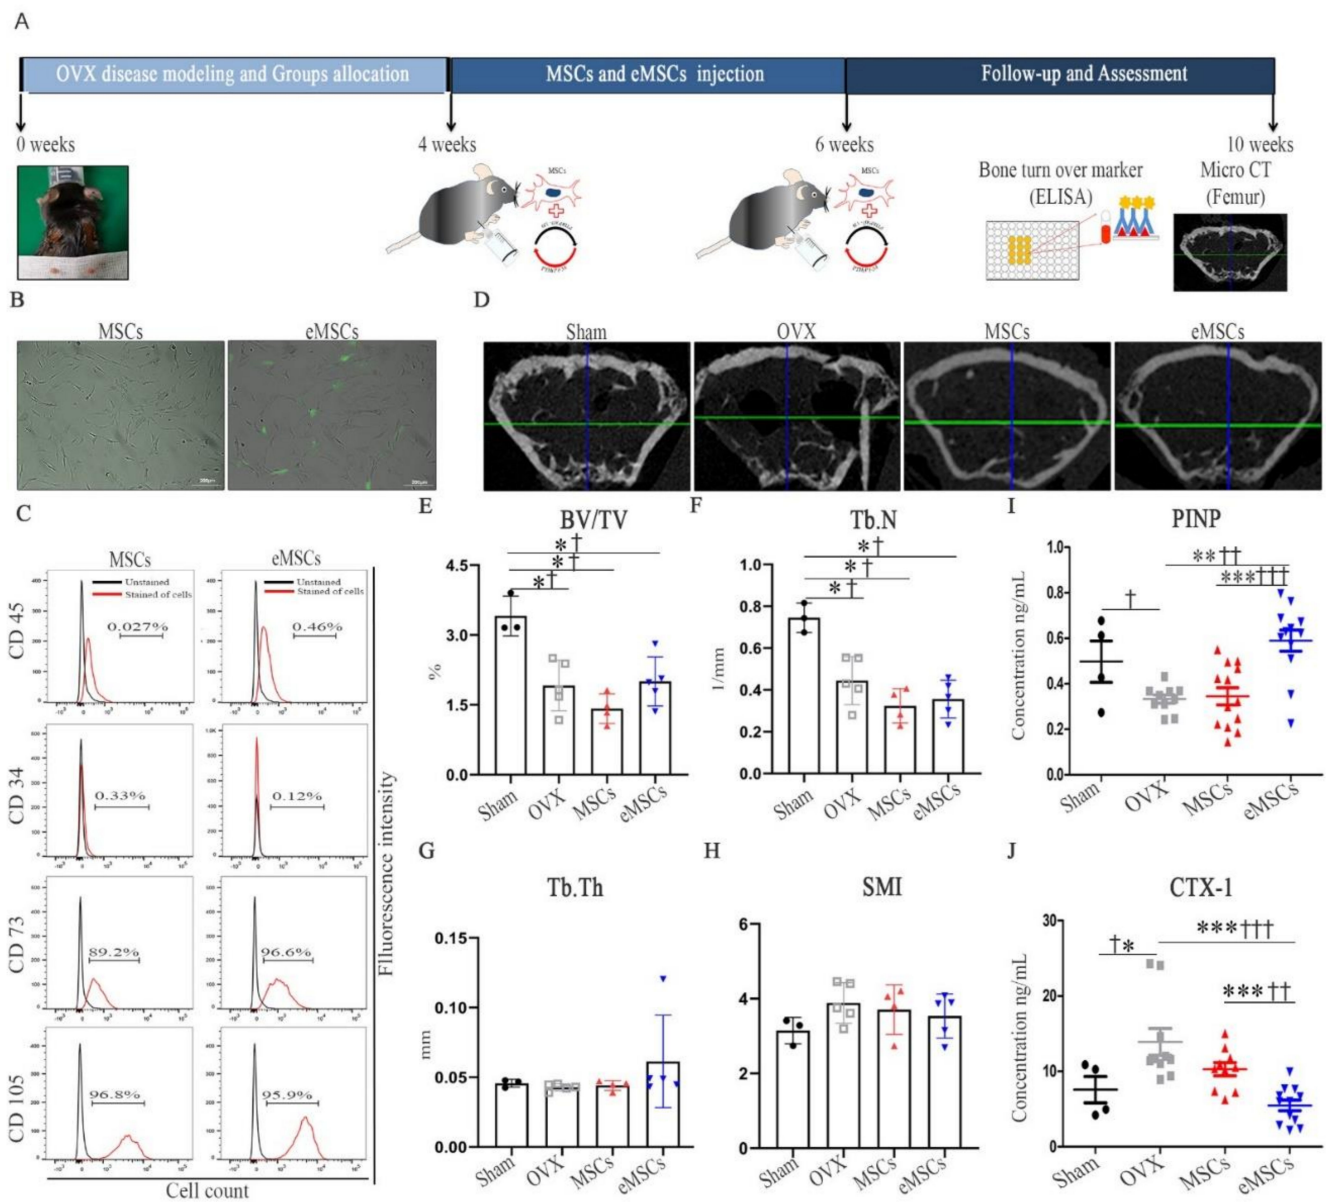 A
OVX disease modeling and Groups allocation
MSCs and eMSCs injection
Follow-up and Assessment
0 weeks
4 weeks
6 weeks
10 weeks
MSCs
MSCs
Bone turn over marker
(ELISA)
Micro CT
(Femur)
B
MSCs
eMSCs
D
Sham
OVX
MSCs
eMSCs
C
MSCs
eMSCs
Unstained
Stained of cells
Unstained
Stained of cells
CD 45
0.027%
0.46%
CD 34
0.33%
0.12%
CD 73
89.2%
96.6%
CD 105
96.8%
95.9%
Flluorescence intensity
Cell count
E
BV/TV
*†
*†
*†
%
4.5
3.0
1.5
0.0
Sham
OVX
MSCs
eMSCs
F
Tb.N
*†
*†
*†
1/mm
1.0
0.8
0.6
0.4
0.2
0.0
Sham
OVX
MSCs
eMSCs
I
PINP
**††
***†††
†
Concentration ng/mL
1.0
0.8
0.6
0.4
0.2
0.0
Sham
OVX
MSCs
eMSCs
G
Tb.Th
mm
0.15
0.10
0.05
0.00
Sham
OVX
MSCs
eMSCs
H
SMI
6
4
2
0
Sham
OVX
MSCs
eMSCs
J
CTX-1
†*
***†††
***††
Concentration ng/mL
30
20
10
0
Sham
OVX
MSCs
eMSCs